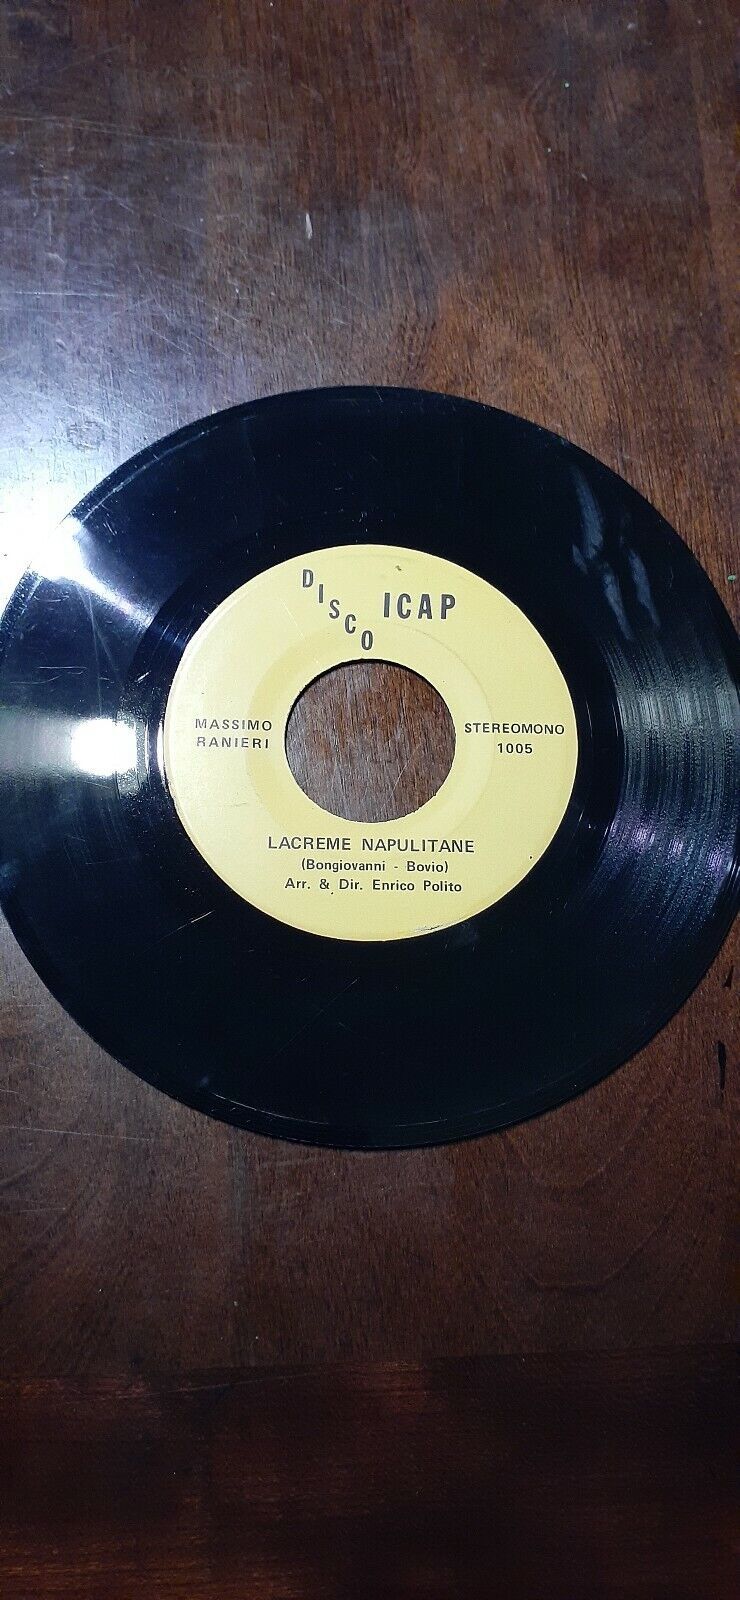 DISCO ICAP
MASSIMO
RANIERI
STEREOMONO
1005
LACREME NAPULITANE
(Bongiovanni - Bovio)
Arr. & Dir. Enrico Polito